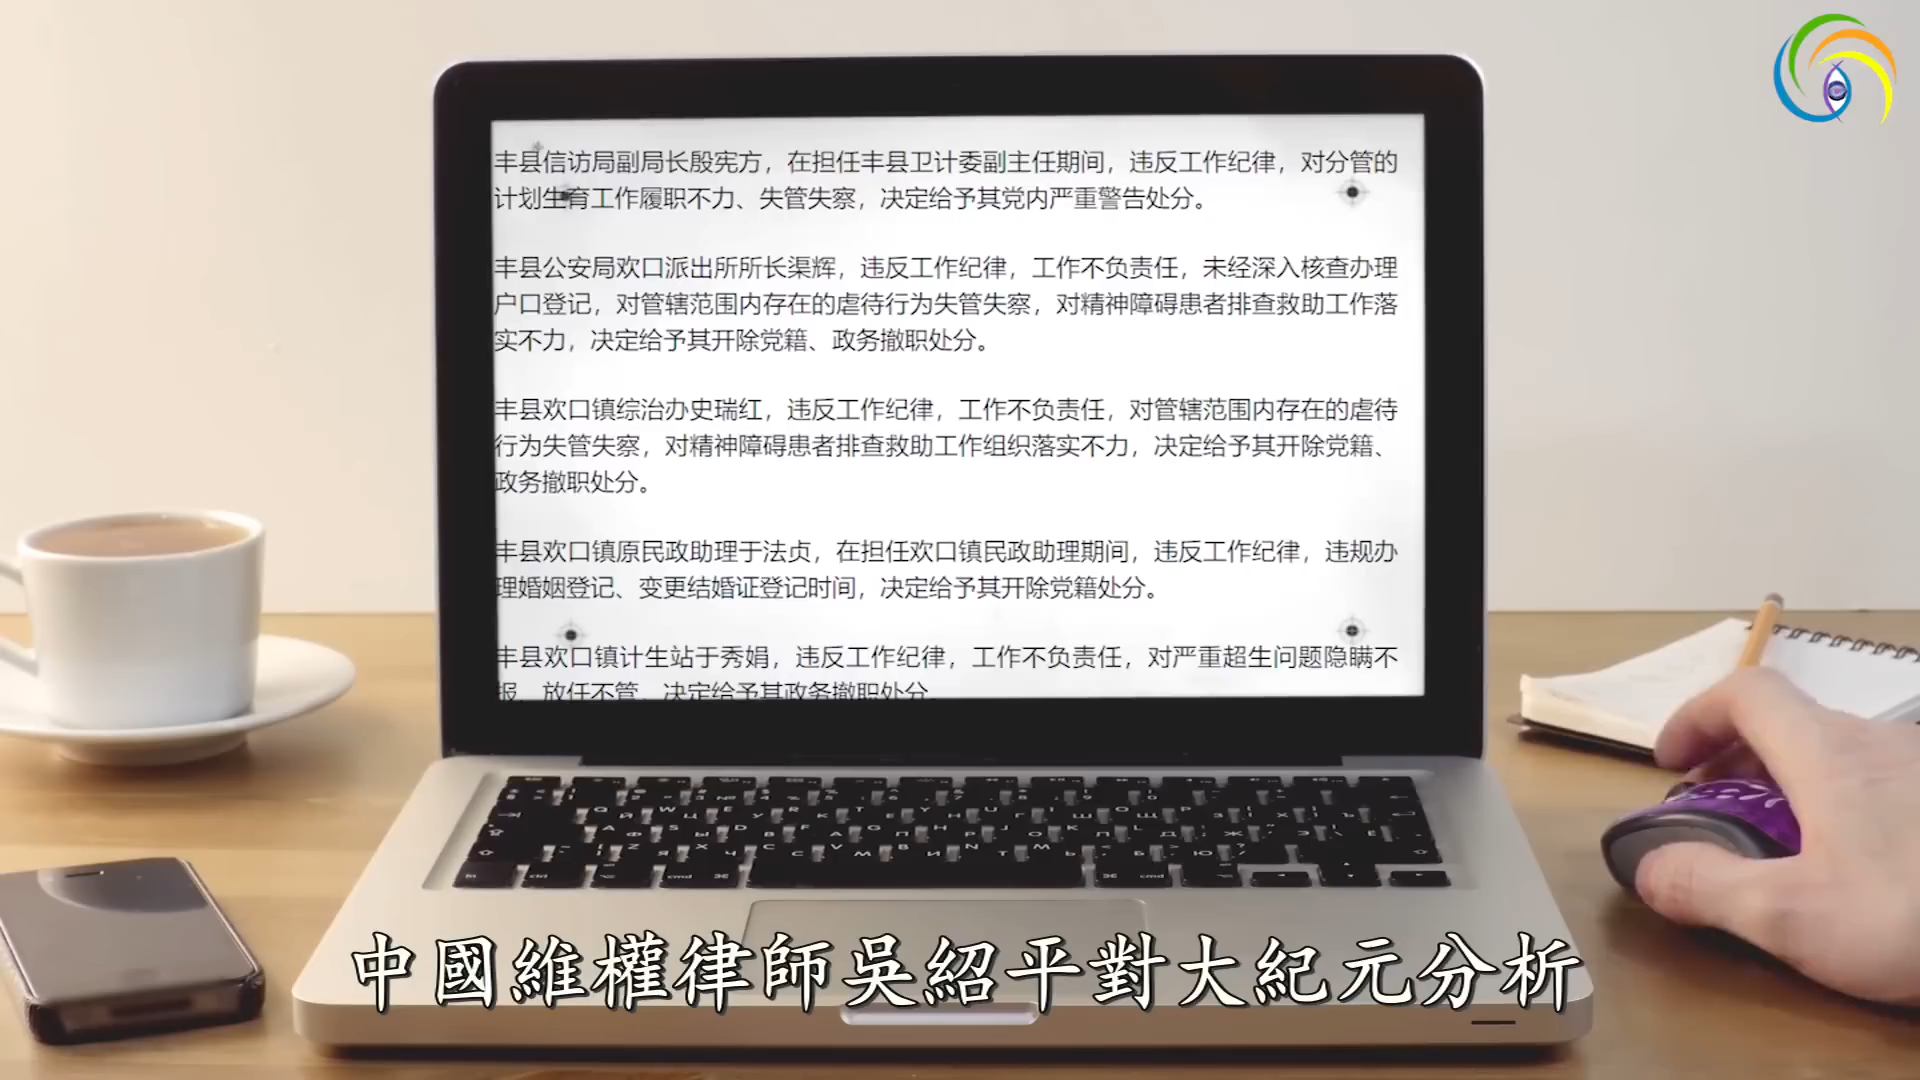 丰县信访局副局长殷宪方，在担任丰县卫计委副主任期间，违反工作纪律，对分管的
计划生育工作履职不力、失管失察，决定给予其党内严重警告处分。
丰县公安局欢口派出所所长渠辉，违反工作纪律，工作不负责任，未经深入核查办理
户口登记，对管辖范围内存在的虐待行为失管失察，对精神障碍患者排查救助工作落
实不力，决定给予其开除党籍、政务撤职处分。
丰县欢口镇综治办史瑞红，违反工作纪律，工作不负责任，对管辖范围内存在的虐待
行为失管失察，对精神障碍患者排查救助工作组织落实不力，决定给予其开除党籍、
政务撤职处分。
丰县欢口镇原民政助理于法贞，在担任欢口镇民政助理期间，违反工作纪律，违规办
理婚姻登记、变更结婚证登记时间，决定给予其开除党籍处分。
丰县欢口镇计生站于秀娟，违反工作纪律，工作不负责任，对严重超生问题隐瞒不
报、放任不管，决定给予其政务撤职处分
中國維權律師吳紹平對大紀元分析